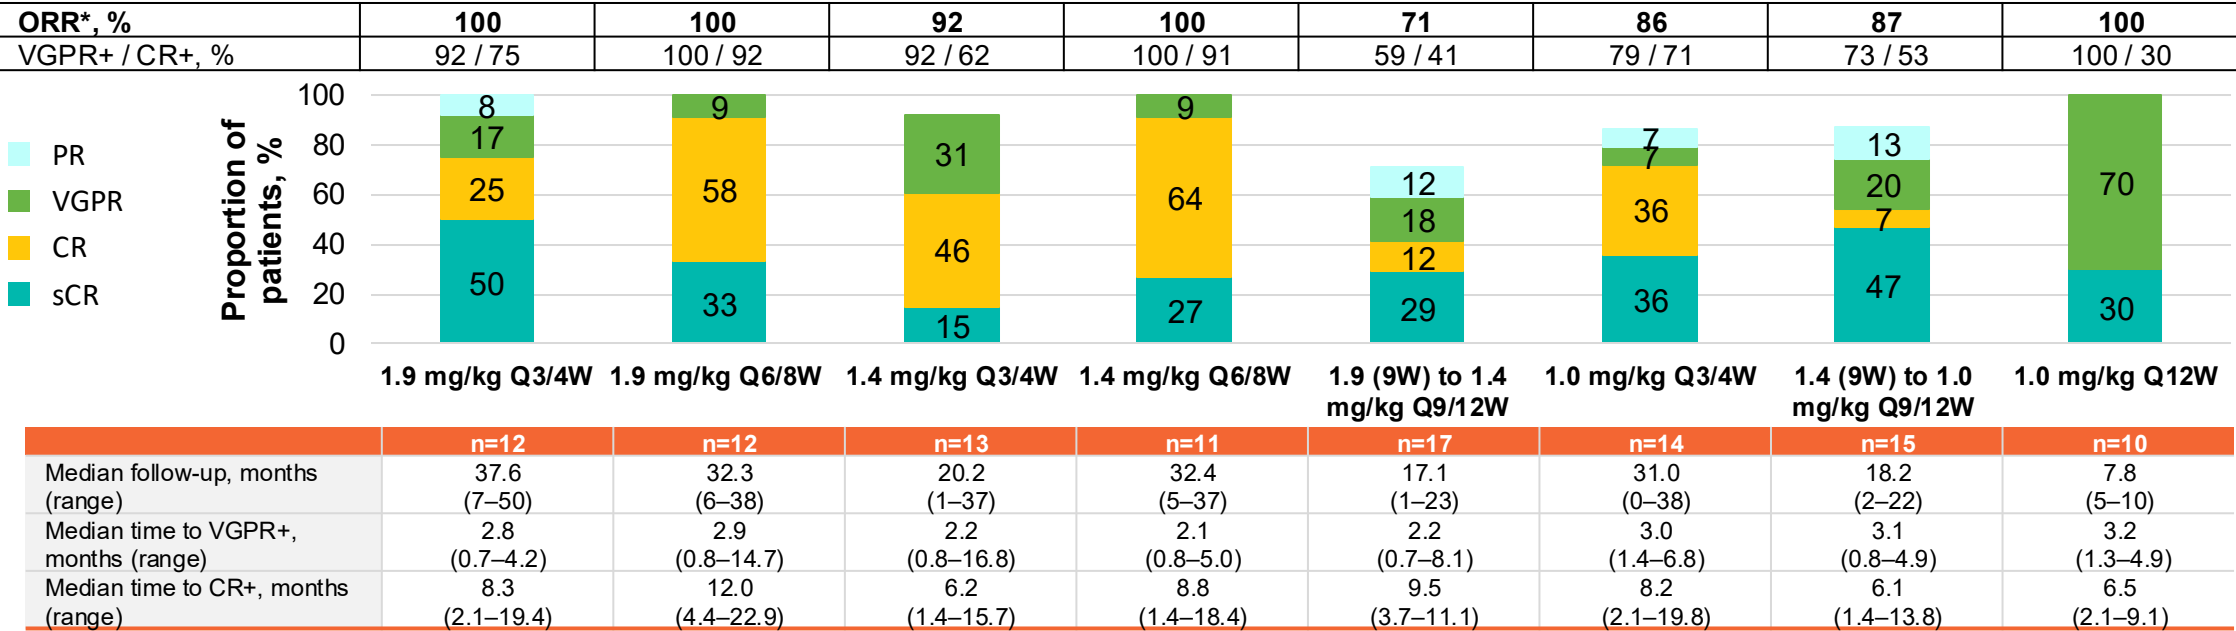 ORR*, % 100 100 92 100 71 86 87 100
VGPR+ / CR+, % 92 / 75 100 / 92 92 / 62 100 / 91 59 / 41 79 / 71 73 / 53 100 / 30
PR
VGPR
CR
sCR
Proportion of
patients, %
100
80
60
40
20
0
8
17
25
50
9
58
33
31
46
15
9
64
27
12
18
12
29
7
7
36
36
13
20
7
47
70
30
1.9 mg/kg Q3/4W
1.9 mg/kg Q6/8W
1.4 mg/kg Q3/4W
1.4 mg/kg Q6/8W
1.9 (9W) to 1.4
mg/kg Q9/12W
1.0 mg/kg Q3/4W
1.4 (9W) to 1.0
mg/kg Q9/12W
1.0 mg/kg Q12W
n=12 n=12 n=13 n=11 n=17 n=14 n=15 n=10
Median follow-up, months 37.6 32.3 20.2 32.4 17.1 31.0 18.2 7.8
(range) (7–50) (6–38) (1–37) (5–37) (1–23) (0–38) (2–22) (5–10)
Median time to VGPR+, 2.8 2.9 2.2 2.1 2.2 3.0 3.1 3.2
months (range) (0.7–4.2) (0.8–14.7) (0.8–16.8) (0.8–5.0) (0.7–8.1) (1.4–6.8) (0.8–4.9) (1.3–4.9)
Median time to CR+, months 8.3 12.0 6.2 8.8 9.5 8.2 6.1 6.5
(range) (2.1–19.4) (4.4–22.9) (1.4–15.7) (1.4–18.4) (3.7–11.1) (2.1–19.8) (1.4–13.8) (2.1–9.1)